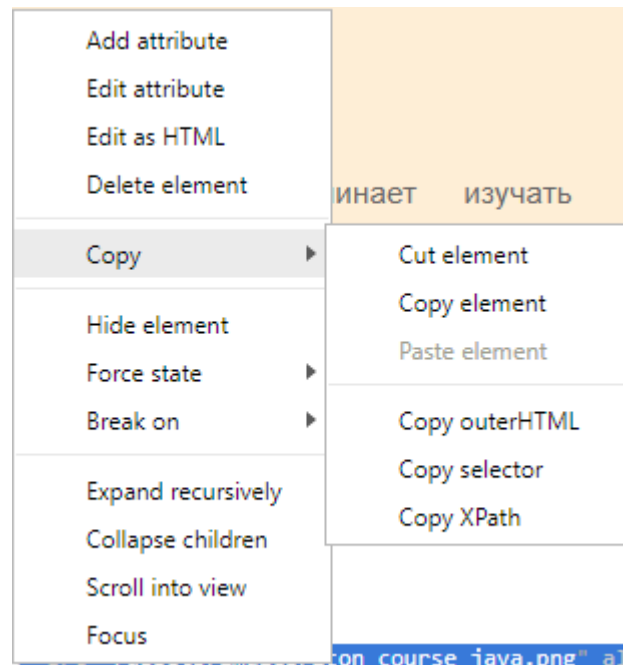 Add attribute
Edit attribute
Edit as HTML
Delete element
изучать
Copy
Cut element
Copy element
Paste element
Hide element
Force state
Break on
Copy outerHTML
Copy selector
Copy XPath
Expand recursively
Collapse children
Scroll into view
Focus
course java.png" al